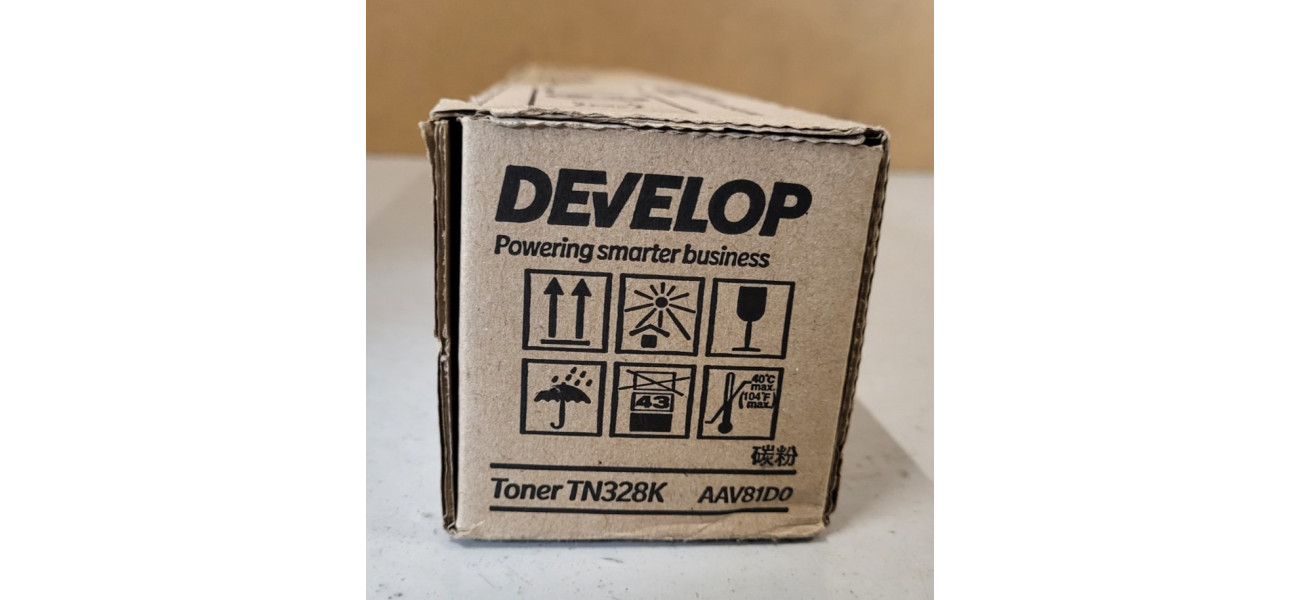 DEVELOP
Powering smarter business
43
40°C
max.
(104°F
max.)
碳粉
Toner TN328K AAV81D0